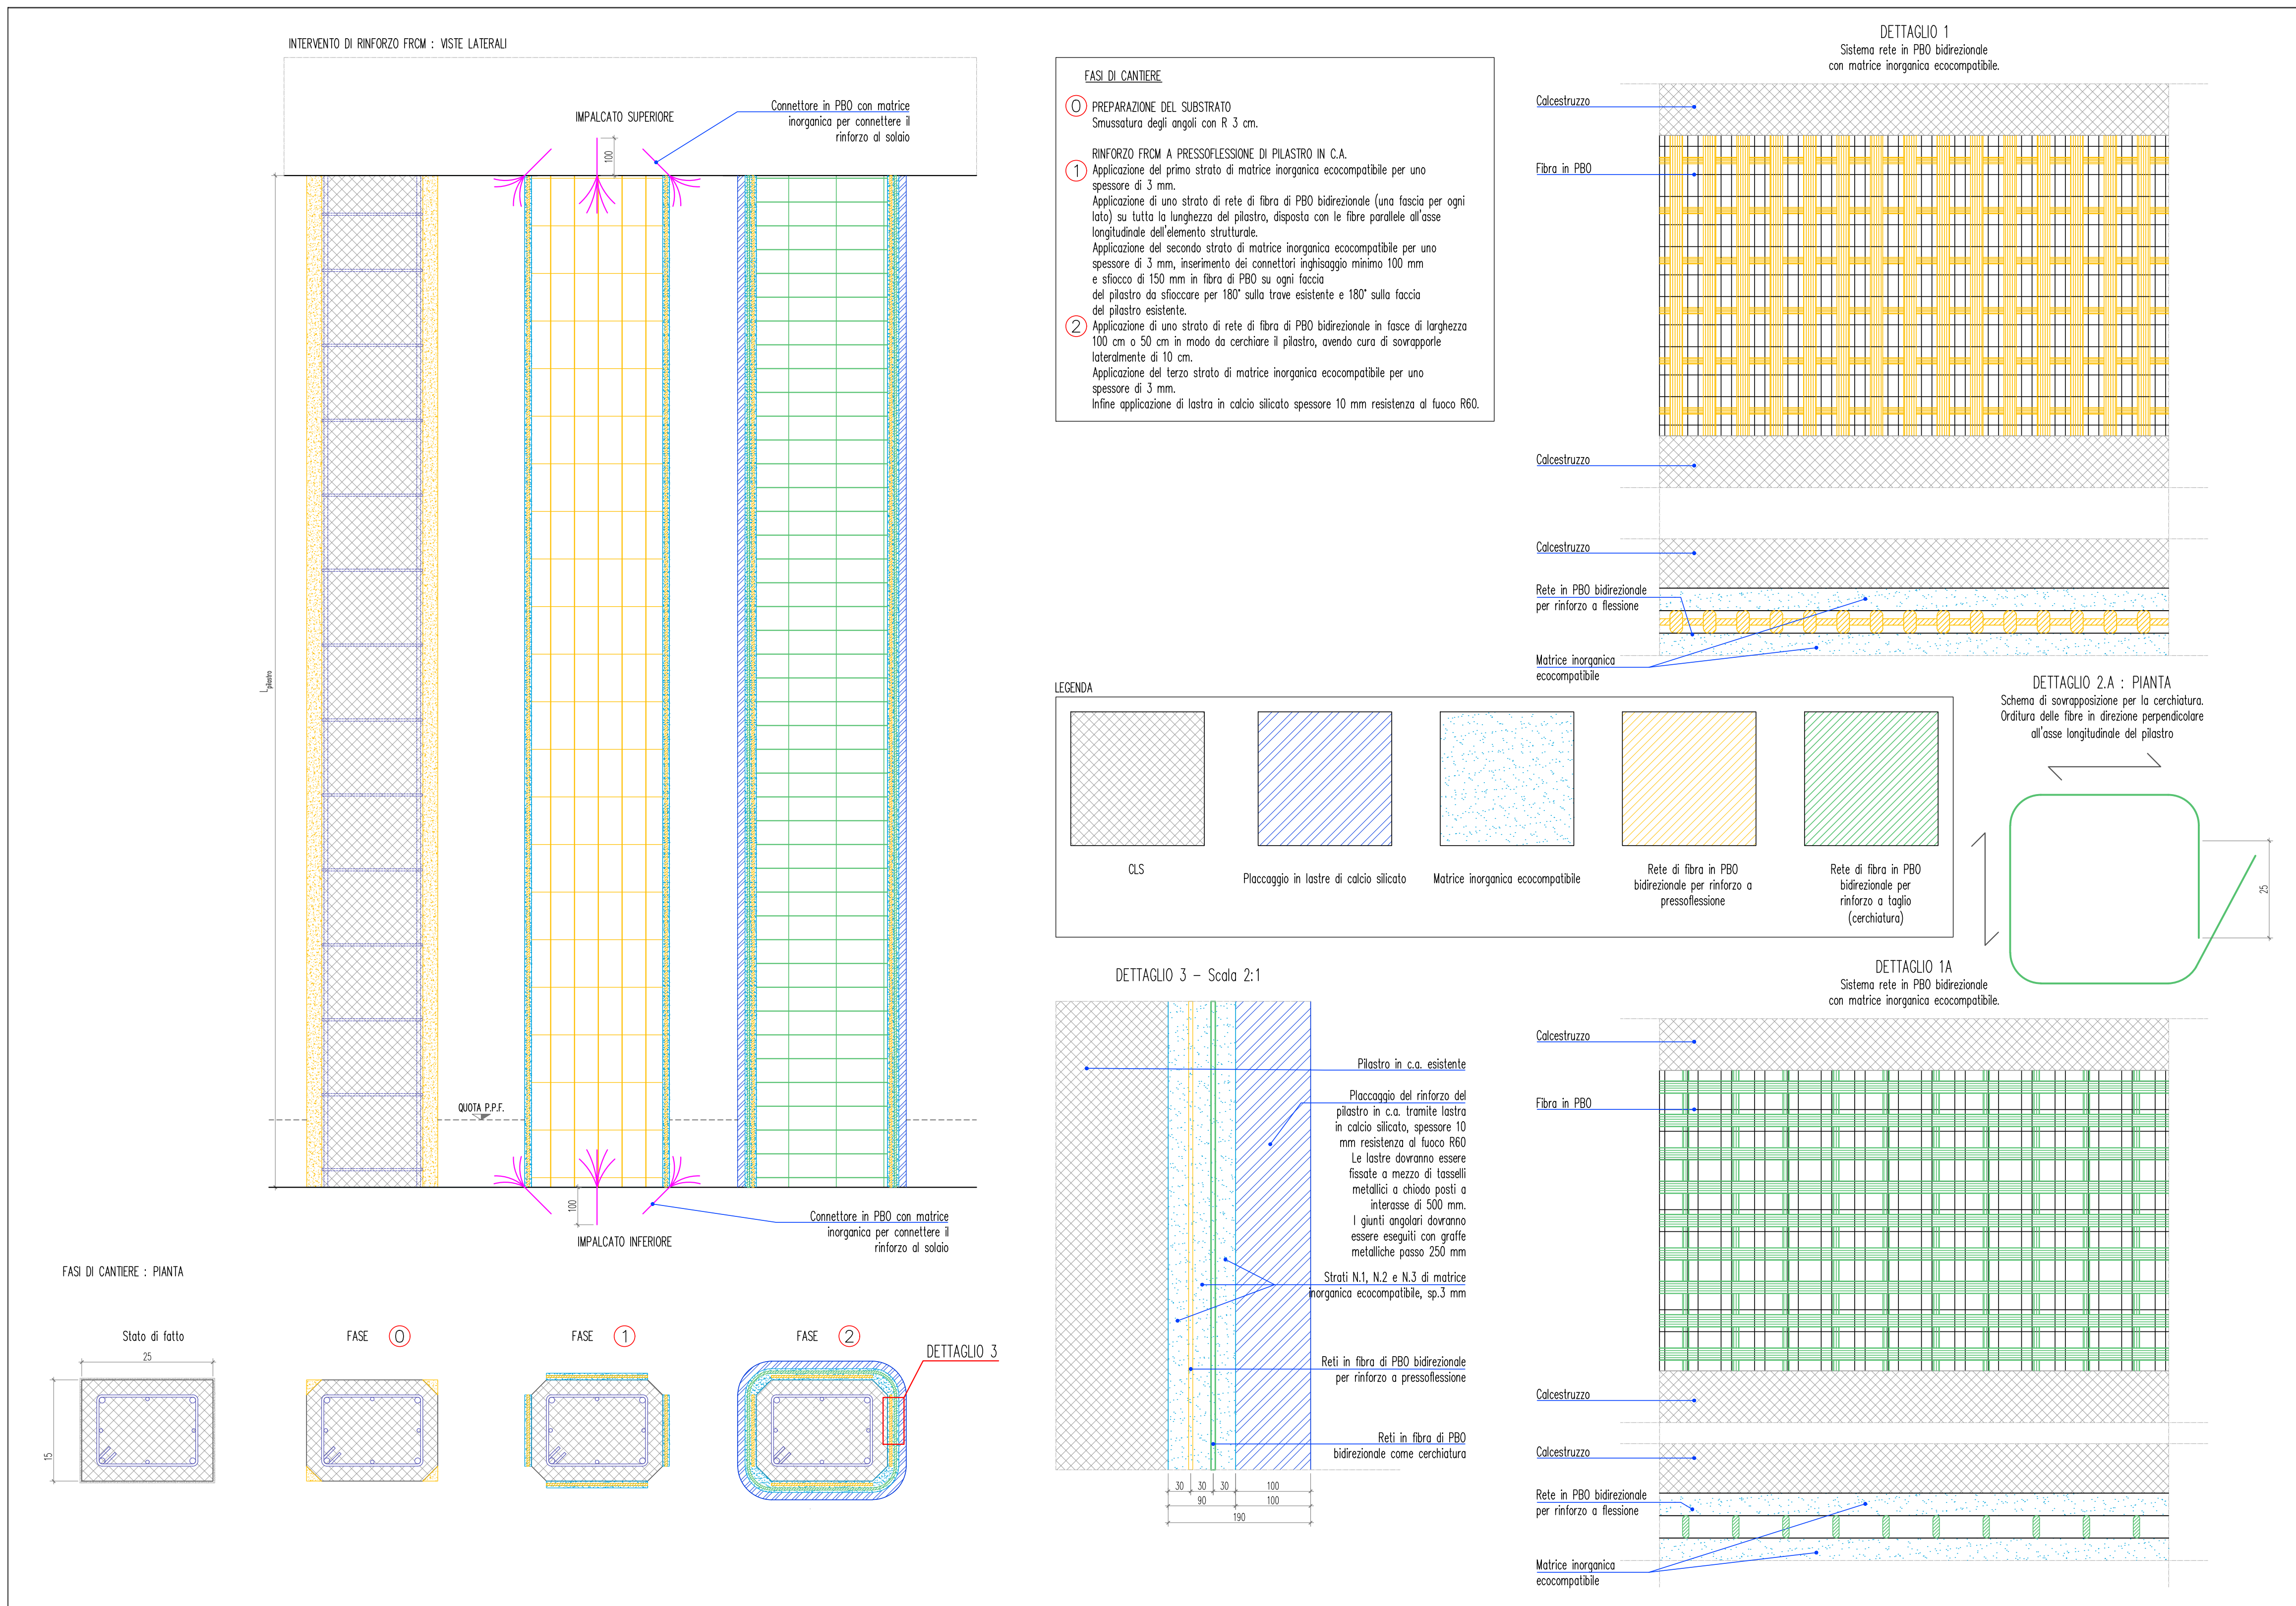 INTERVENTO DI RINFORZO FRCM : VISTE LATERALI
IMPALCATO SUPERIORE
Connettore in PBO con matrice
inorganica per connettere il
rinforzo al solaio
100
Lpilastro
QUOTA P.P.F.
100
IMPALCATO INFERIORE
Connettore in PBO con matrice
inorganica per connettere il
rinforzo al solaio
FASI DI CANTIERE : PIANTA
Stato di fatto
25
15
FASE 0
FASE 1
FASE 2
DETTAGLIO 3
FASI DI CANTIERE
0 PREPARAZIONE DEL SUBSTRATO
Smussatura degli angoli con R 3 cm.
RINFORZO FRCM A PRESSOFLESSIONE DI PILASTRO IN C.A.
1 Applicazione del primo strato di matrice inorganica ecocompatibile per uno
spessore di 3 mm.
Applicazione di uno strato di rete di fibra di PBO bidirezionale (una fascia per ogni
lato) su tutta la lunghezza del pilastro, disposta con le fibre parallele all'asse
longitudinale dell'elemento strutturale.
Applicazione del secondo strato di matrice inorganica ecocompatibile per uno
spessore di 3 mm, inserimento dei connettori inghisaggio minimo 100 mm
e sfiocco di 150 mm in fibra di PBO su ogni faccia
del pilastro da sfioccare per 180° sulla trave esistente e 180° sulla faccia
del pilastro esistente.
2 Applicazione di uno strato di rete di fibra di PBO bidirezionale in fasce di larghezza
100 cm o 50 cm in modo da cerchiare il pilastro, avendo cura di sovrapporle
lateralmente di 10 cm.
Applicazione del terzo strato di matrice inorganica ecocompatibile per uno
spessore di 3 mm.
Infine applicazione di lastra in calcio silicato spessore 10 mm resistenza al fuoco R60.
LEGENDA
CLS
Placcaggio in lastre di calcio silicato
Matrice inorganica ecocompatibile
Rete di fibra in PBO
bidirezionale per rinforzo a
pressoflessione
Rete di fibra in PBO
bidirezionale per
rinforzo a taglio
(cerchiatura)
DETTAGLIO 3 - Scala 2:1
Pilastro in c.a. esistente
Placcaggio del rinforzo del
pilastro in c.a. tramite lastra
in calcio silicato, spessore 10
mm resistenza al fuoco R60
Le lastre dovranno essere
fissate a mezzo di tasselli
metallici a chiodo posti a
interasse di 500 mm.
I giunti angolari dovranno
essere eseguiti con graffe
metalliche passo 250 mm
Strati N.1, N.2 e N.3 di matrice
inorganica ecocompatibile, sp.3 mm
Reti in fibra di PBO bidirezionale
per rinforzo a pressoflessione
Reti in fibra di PBO
bidirezionale come cerchiatura
30 30 30 100
90 100
190
DETTAGLIO 1
Sistema rete in PBO bidirezionale
con matrice inorganica ecocompatibile.
Calcestruzzo
Fibra in PBO
Calcestruzzo
Calcestruzzo
Rete in PBO bidirezionale
per rinforzo a flessione
Matrice inorganica
ecocompatibile
DETTAGLIO 2.A : PIANTA
Schema di sovrapposizione per la cerchiatura.
Orditura delle fibre in direzione perpendicolare
all'asse longitudinale del pilastro
25
DETTAGLIO 1A
Sistema rete in PBO bidirezionale
con matrice inorganica ecocompatibile.
Calcestruzzo
Fibra in PBO
Calcestruzzo
Calcestruzzo
Rete in PBO bidirezionale
per rinforzo a flessione
Matrice inorganica
ecocompatibile